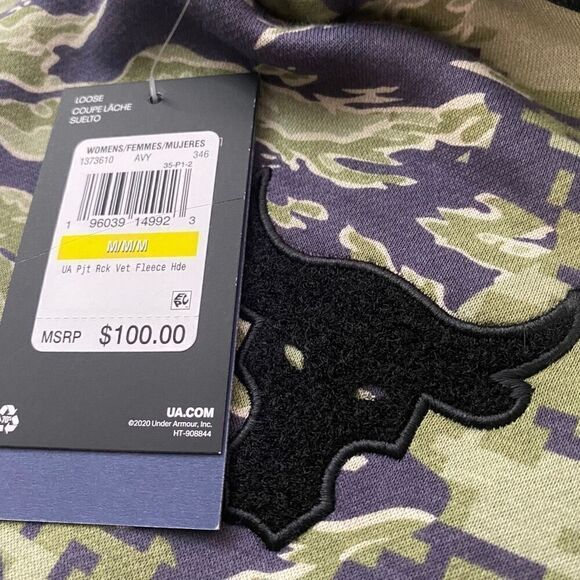 LOOSE
COUPE LÂCHE
SUELTO
WOMENS/FEMMES/MUJERES
1373610 AVY 346
35-P1-2
1 96039 14992 3
M/M/M
UA Pjt Rck Vet Fleece Hde
MSRP $100.00
UA.COM
©2020 Under Armour, Inc.
HT-908844